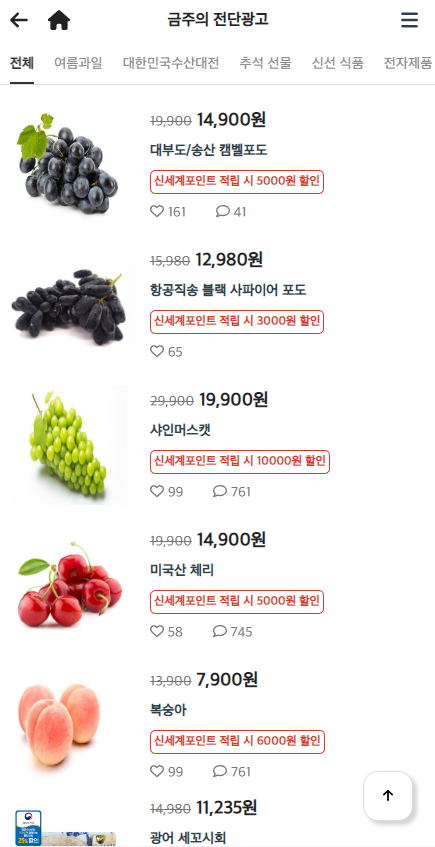 금주의 전단광고
전체 여름과일 대한민국수산대전 추석 선물 신선 식품 전자제품
19,900 14,900원
대부도/송산 캠벨포도
신세계포인트 적립 시 5000원 할인
161 41
15,980 12,980원
항공직송 블랙 사파이어 포도
신세계포인트 적립 시 3000원 할인
65
29,900 19,900원
샤인머스캣
신세계포인트 적립 시 10000원 할인
99 761
19,900 14,900원
미국산 체리
신세계포인트 적립 시 5000원 할인
58 745
13,900 7,900원
복숭아
신세계포인트 적립 시 6000원 할인
99 761
14,980 11,235원
광어 세꼬시회